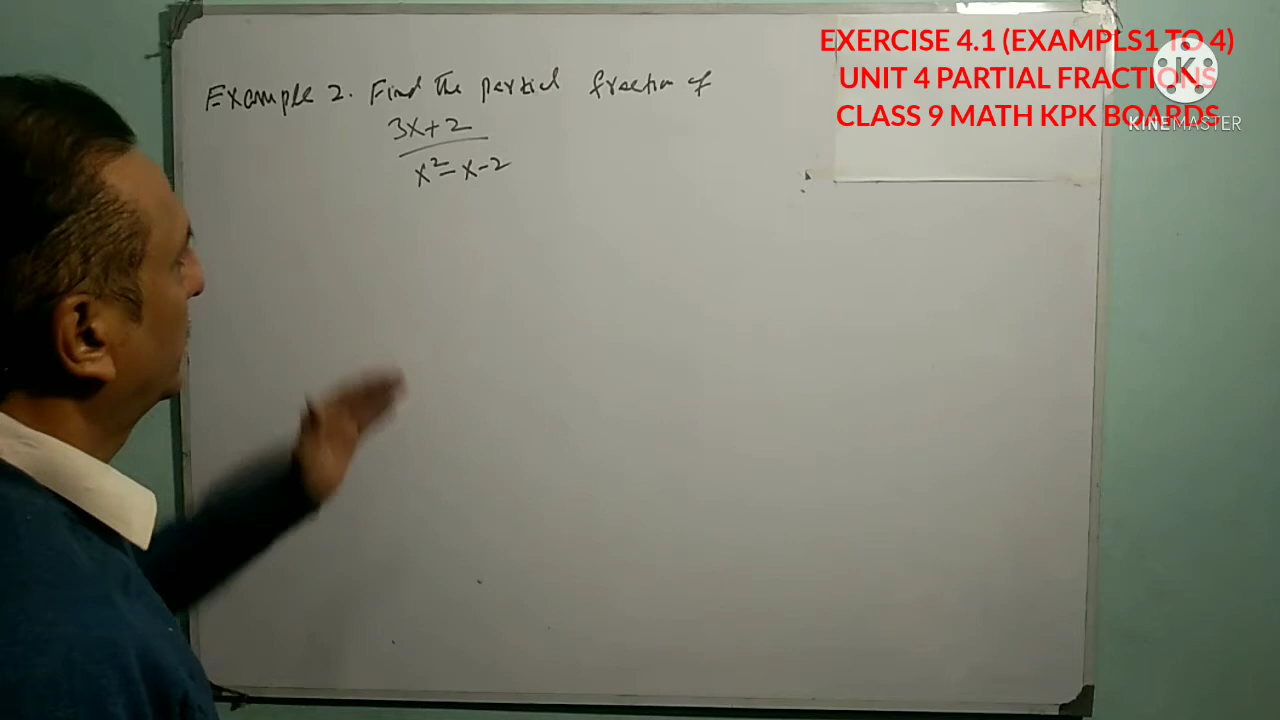 EXERCISE 4.1 (EXAMPLS1 TO 4)
UNIT 4 PARTIAL FRACTIONS
CLASS 9 MATH KPK BOARDS
KINEMASTER
Example 2. Find the partial fraction of
3x+2
x²-x-2